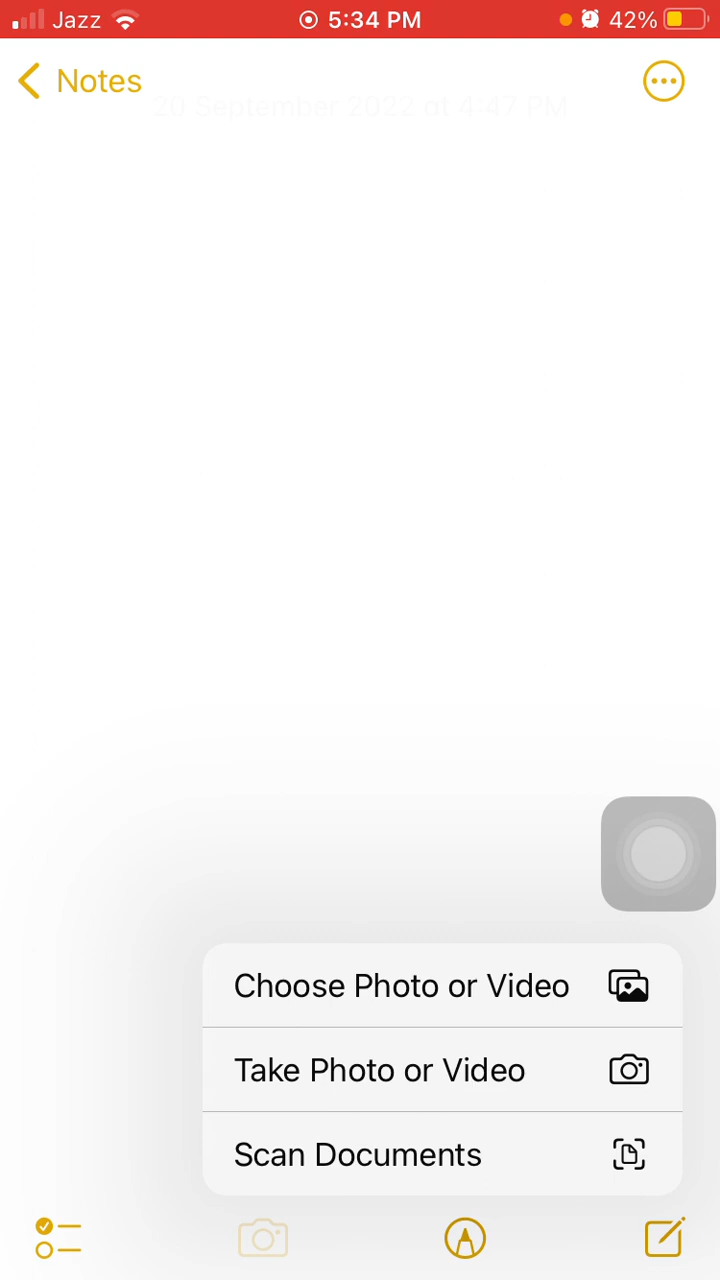 Jazz 5:34 PM 42%
Notes
20 September 2022 at 4:47 PM
Choose Photo or Video
Take Photo or Video
Scan Documents